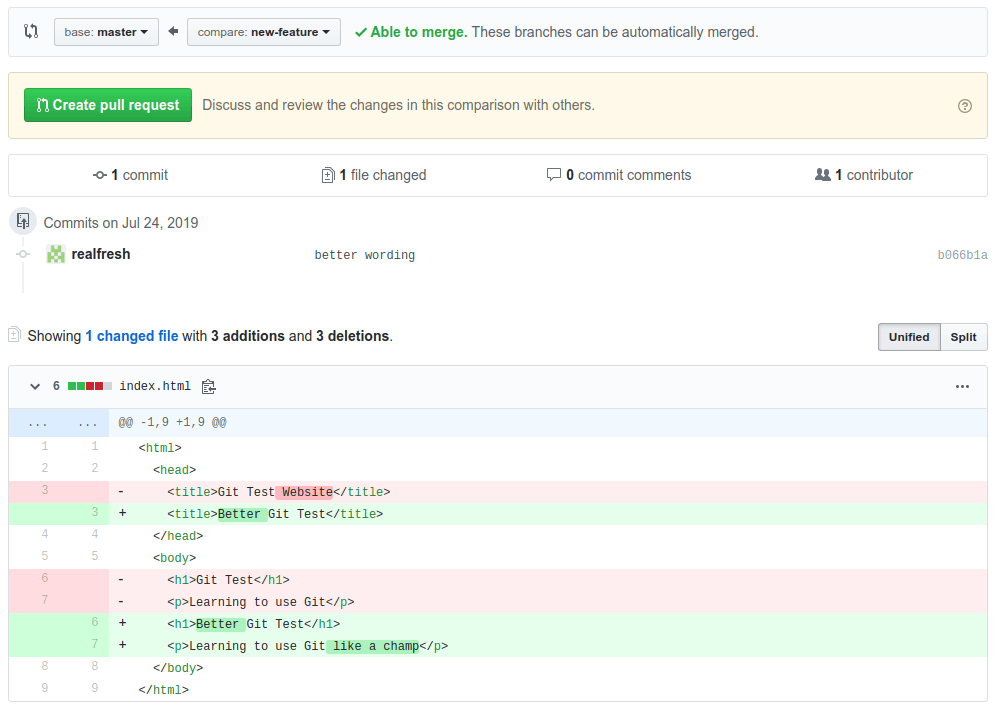 base: master compare: new-feature Able to merge. These branches can be automatically merged.
Create pull request Discuss and review the changes in this comparison with others.
1 commit 1 file changed 0 commit comments 1 contributor
Commits on Jul 24, 2019
realfresh better wording b066b1a
Showing 1 changed file with 3 additions and 3 deletions. Unified Split
6 index.html
... ... @@ -1,9 +1,9 @@
1 1 <html>
2 2 <head>
3 - <title>Git Test Website</title>
3 + <title>Better Git Test</title>
4 4 </head>
5 5 <body>
6 - <h1>Git Test</h1>
7 - <p>Learning to use Git</p>
6 + <h1>Better Git Test</h1>
7 + <p>Learning to use Git like a champ</p>
8 8 </body>
9 9 </html>